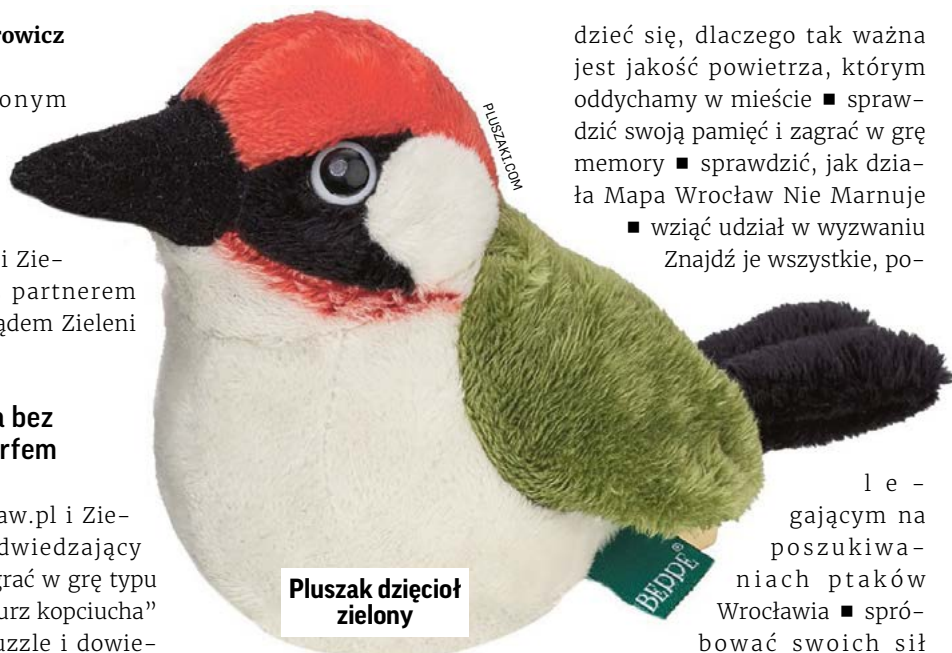 rowicz
onym
i Zie-
partnerem
ądem Zieleni
a bez
rfem
aw.pl i Zie-
dwiedzający
grać w grę typu
urz kopciucha”
uzzle i dowie-
PLUSZAKI.COM
Pluszak dzięcioł
zielony
BEPPE®
dzieć się, dlaczego tak ważna
jest jakość powietrza, którym
oddychamy w mieście ■ spraw-
dzić swoją pamięć i zagrać w grę
memory ■ sprawdzić, jak dzia-
ła Mapa Wrocław Nie Marnuje
■ wziąć udział w wyzwaniu
Znajdź je wszystkie, po-
le-
gającym na
poszukiwa-
niach ptaków
Wrocławia ■ spró-
bować swoich sił